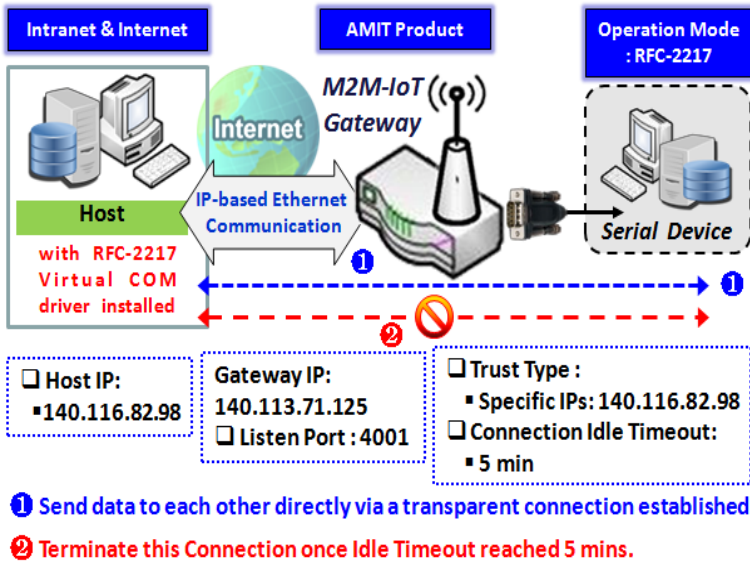 Intranet & Internet
AMIT Product
Operation Mode
: RFC-2217
M2M-IoT
Gateway
Internet
IP-based Ethernet
Communication
Host
with RFC-2217
Virtual COM
driver installed
Serial Device
❶
❶
❷
❑ Host IP:
▪140.116.82.98
Gateway IP:
140.113.71.125
❑ Listen Port : 4001
❑ Trust Type :
▪ Specific IPs: 140.116.82.98
❑ Connection Idle Timeout:
▪ 5 min
❶ Send data to each other directly via a transparent connection established
❷ Terminate this Connection once Idle Timeout reached 5 mins.